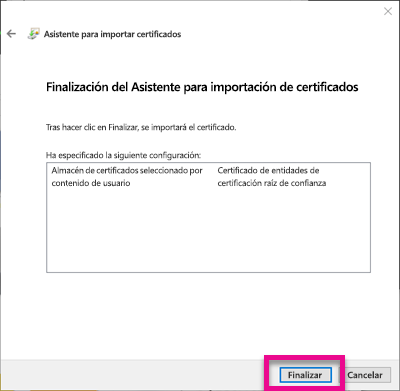 Asistente para importar certificados
Finalización del Asistente para importación de certificados
Tras hacer clic en Finalizar, se importará el certificado.
Ha especificado la siguiente configuración:
Almacén de certificados seleccionado por
contenido de usuario
Certificado de entidades de
certificación raíz de confianza
Finalizar
Cancelar